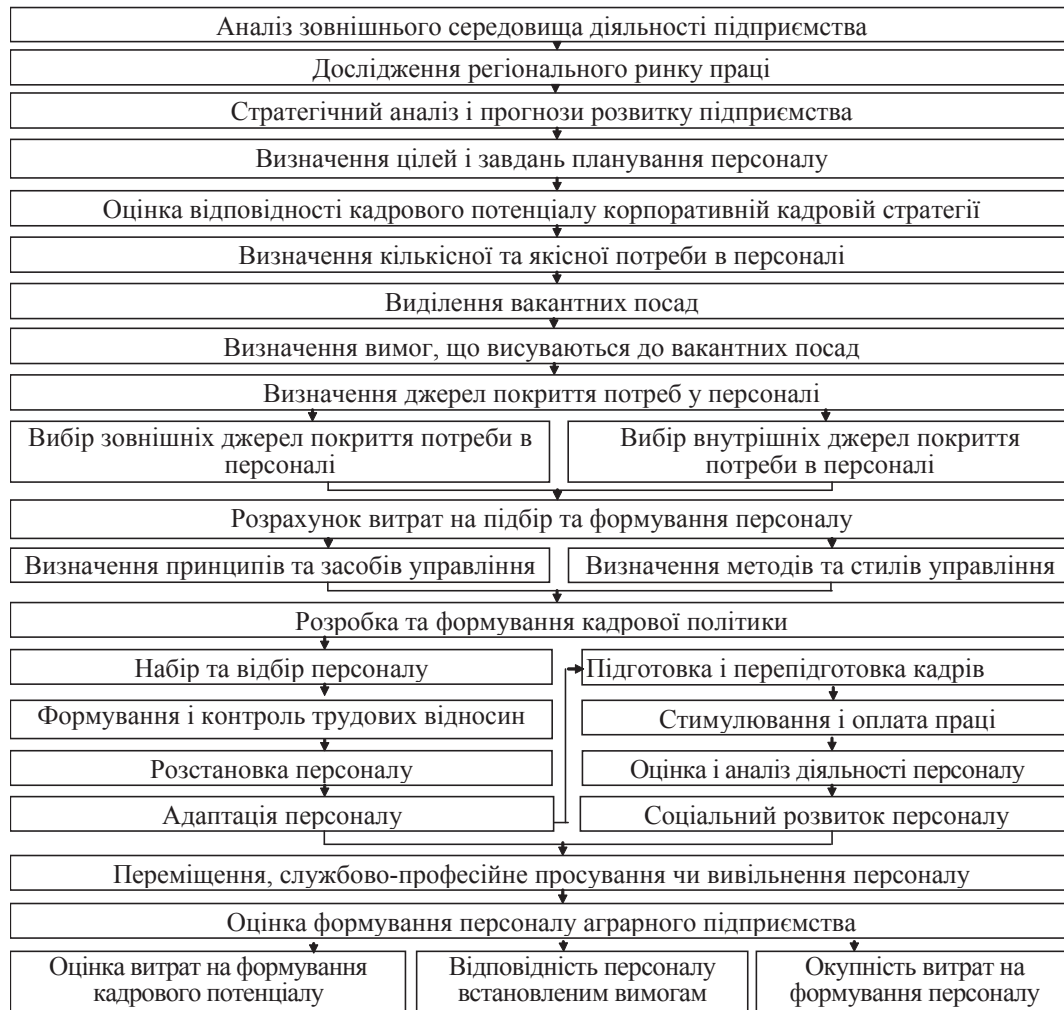 Аналіз зовнішнього середовища діяльності підприємства
Дослідження регіонального ринку праці
Стратегічний аналіз і прогнози розвитку підприємства
Визначення цілей і завдань планування персоналу
Оцінка відповідності кадрового потенціалу корпоративній кадровій стратегії
Визначення кількісної та якісної потреби в персоналі
Виділення вакантних посад
Визначення вимог, що висуваються до вакантних посад
Визначення джерел покриття потреб у персоналі
Вибір зовнішніх джерел покриття потреби в
персоналі
Вибір внутрішніх джерел покриття
потреби в персоналі
Розрахунок витрат на підбір та формування персоналу
Визначення принципів та засобів управління
Визначення методів та стилів управління
Розробка та формування кадрової політики
Набір та відбір персоналу
Формування і контроль трудових відносин
Розстановка персоналу
Адаптація персоналу
Підготовка і перепідготовка кадрів
Стимулювання і оплата праці
Оцінка і аналіз діяльності персоналу
Соціальний розвиток персоналу
Переміщення, службово-професійне просування чи вивільнення персоналу
Оцінка формування персоналу аграрного підприємства
Оцінка витрат на формування
кадрового потенціалу
Відповідність персоналу
встановленим вимогам
Окупність витрат на
формування персоналу